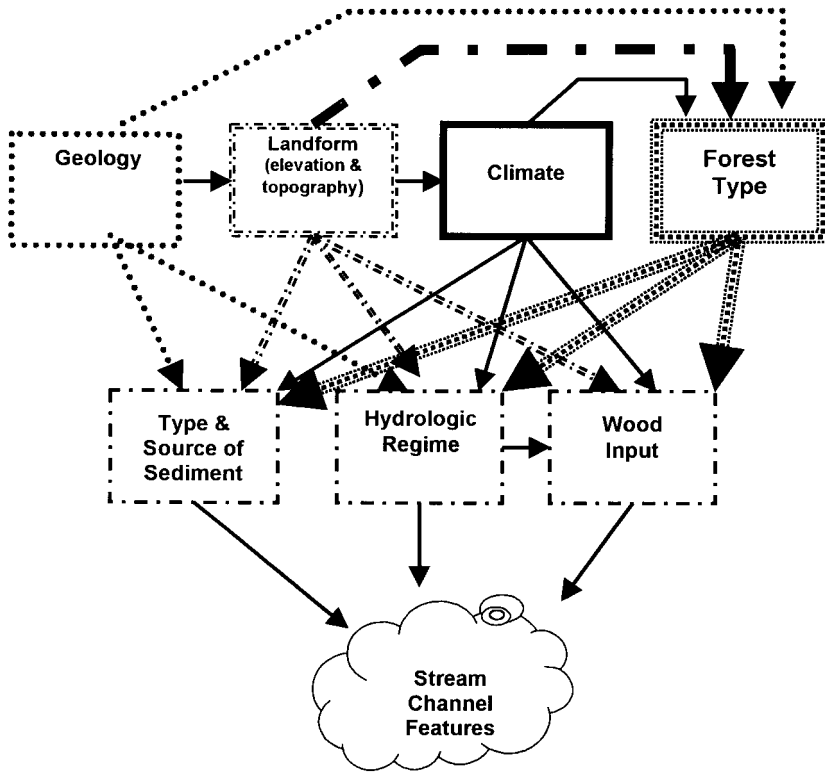 Geology
Landform
(elevation &
topography)
Climate
Forest
Type
Type &
Source of
Sediment
Hydrologic
Regime
Wood
Input
Stream
Channel
Features